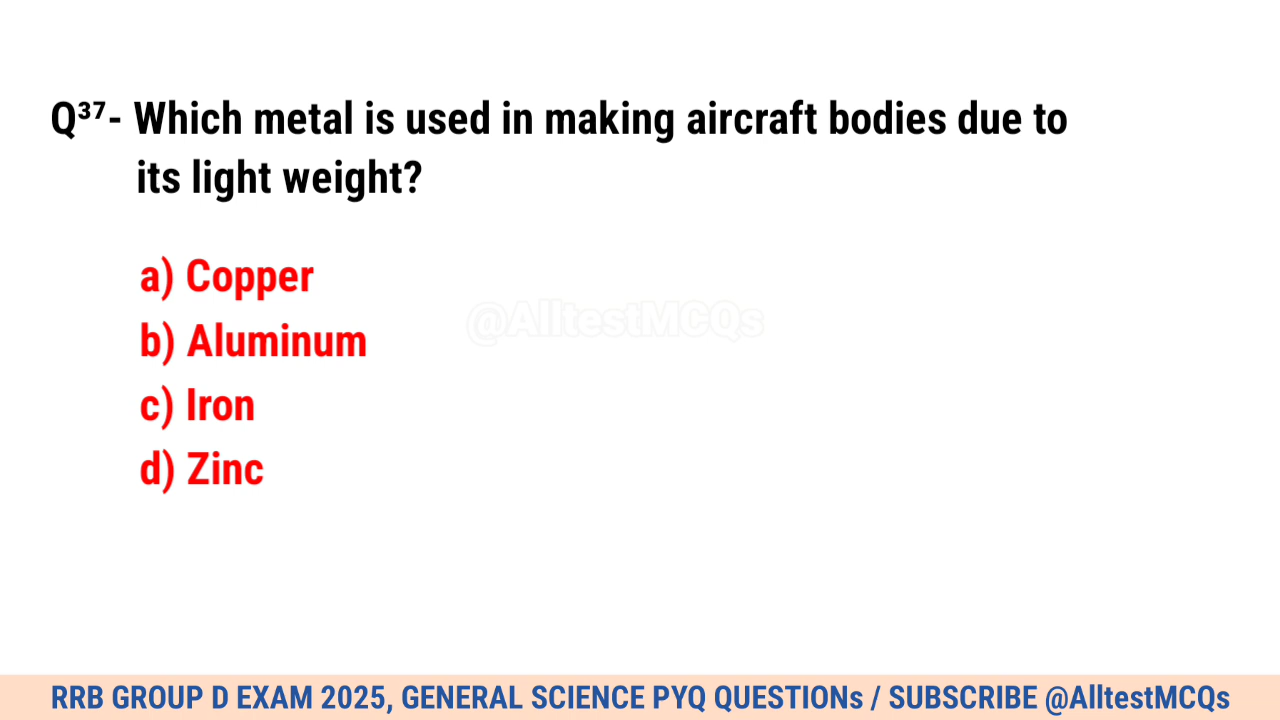 Q³⁷- Which metal is used in making aircraft bodies due to
its light weight?
a) Copper
@AlltestMCQs
b) Aluminum
c) Iron
d) Zinc
RRB GROUP D EXAM 2025, GENERAL SCIENCE PYQ QUESTIONs / SUBSCRIBE @AlltestMCQs